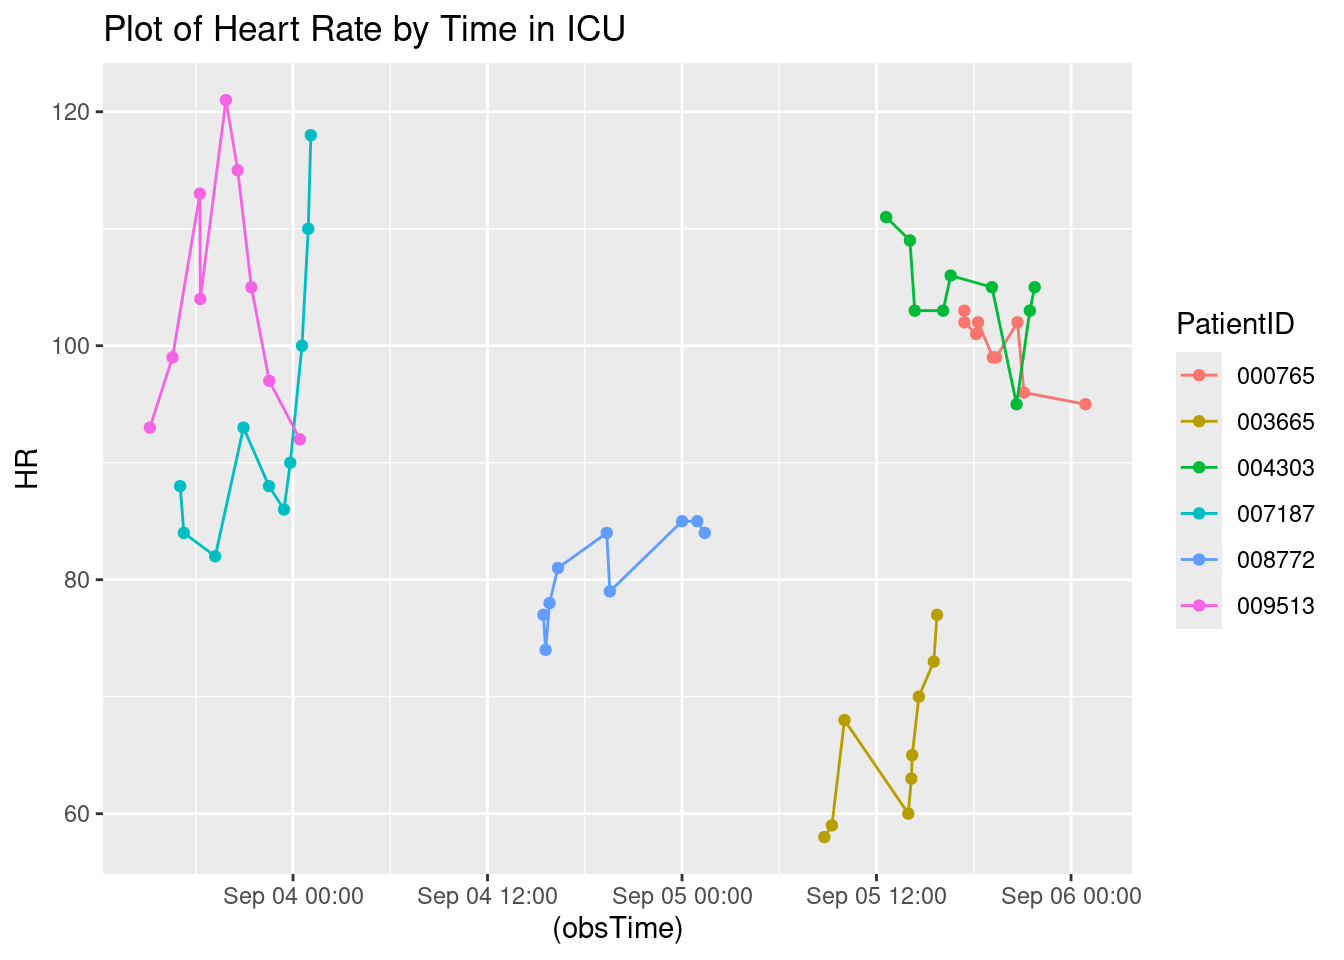 Plot of Heart Rate by Time in ICU
120
100
80
60
HR
Sep 04 00:00 Sep 04 12:00 Sep 05 00:00 Sep 05 12:00 Sep 06 00:00
(obsTime)
PatientID
000765
003665
004303
007187
008772
009513